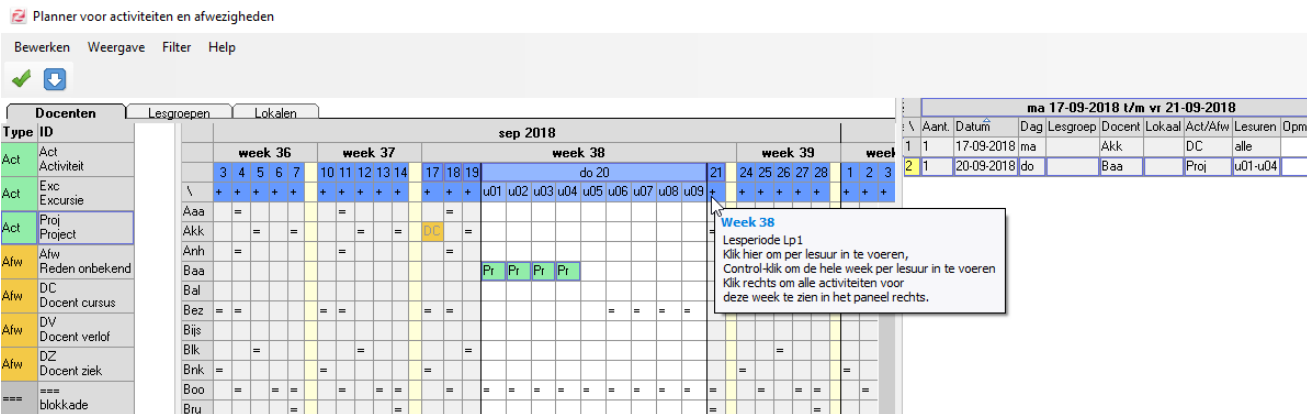 Planner voor activiteiten en afwezigheden
Bewerken Weergave Filter Help
Docenten Lesgroepen Lokalen
ma 17-09-2018 t/m vr 21-09-2018
Type ID
sep 2018
\ Aant. Datum Dag Lesgroep Docent Lokaal Act/Afw Lesuren Opm
Act Act
Activiteit
week 36 week 37 week 38 week 39 week
1 1 17-09-2018 ma Akk DC alle
3 4 5 6 7 10 11 12 13 14 17 18 19 do 20 21 24 25 26 27 28 1 2 3
2 1 20-09-2018 do Baa Proj u01-u04
Act Exc
Excursie
\ + + + + + + + + + + + + + u01 u02 u03 u04 u05 u06 u07 u08 u09 + + + + + + + + +
Act Proj
Project
Aaa = = =
Akk = = = = DC =
Anh = = =
Afw Afw
Reden onbekend
Baa Pr Pr Pr Pr
Afw DC
Docent cursus
Bal
Bez = = = = = = = = =
Afw DV
Docent verlof
Bijs
Blk = = = =
Afw DZ
Docent ziek
Bnk = = = = =
=== ===
blokkade
Boo = = = = = = = = = = = = = = = = = = = = =
Bru = = = =
Week 38
Lesperiode Lp1
Klik hier om per lesuur in te voeren,
Control-klik om de hele week per lesuur in te voeren
Klik rechts om alle activiteiten voor
deze week te zien in het paneel rechts.